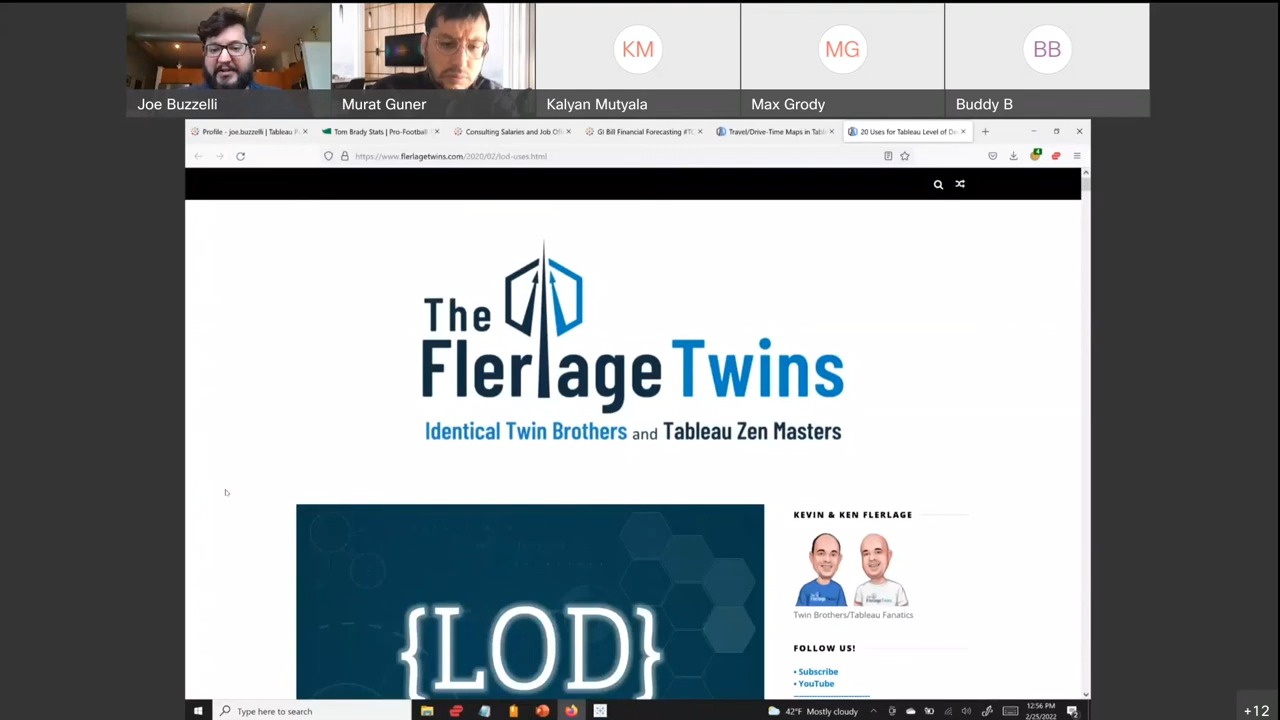 KM
MG
BB
Joe Buzzelli
Murat Guner
Kalyan Mutyala
Max Grody
Buddy B
Profile - joe.buzzelli | Tableau P
Tom Brady Stats | Pro-Football
Consulting Salaries and Job Of
GI Bill Financial Forecasting #T
Travel/Drive-Time Maps in Tabl
20 Uses for Tableau Level of De
https://www.flerlagetwins.com/2020/02/lod-uses.html
The
Flerlage Twins
Identical Twin Brothers and Tableau Zen Masters
KEVIN & KEN FLERLAGE
{LOD}
Twin Brothers/Tableau Fanatics
FOLLOW US!
• Subscribe
• YouTube
Type here to search
42°F Mostly cloudy
12:56 PM
2/25/2022
+12